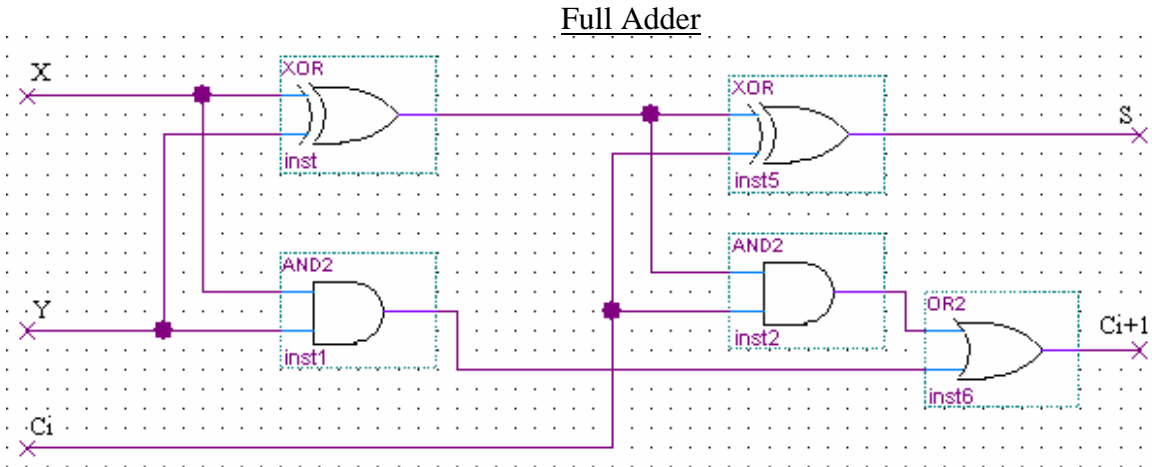 Full Adder
X
XOR
inst
XOR
inst5
S
Y
AND2
inst1
AND2
inst2
OR2
inst6
Ci+1
Ci